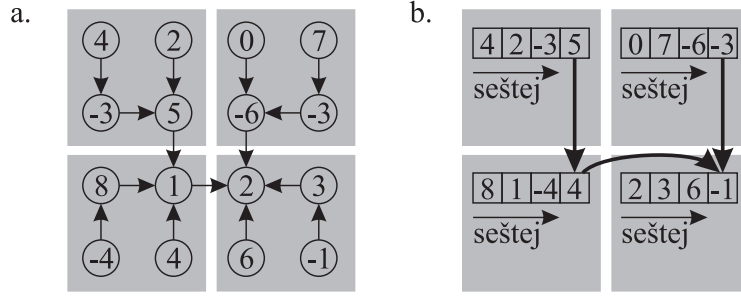 a.
4 2 0 7
-3 5 -6 -3
8 1 2 3
-4 4 6 -1
b.
4 2 -3 5 0 7 -6 -3
seštej seštej
8 1 -4 4 2 3 6 -1
seštej seštej